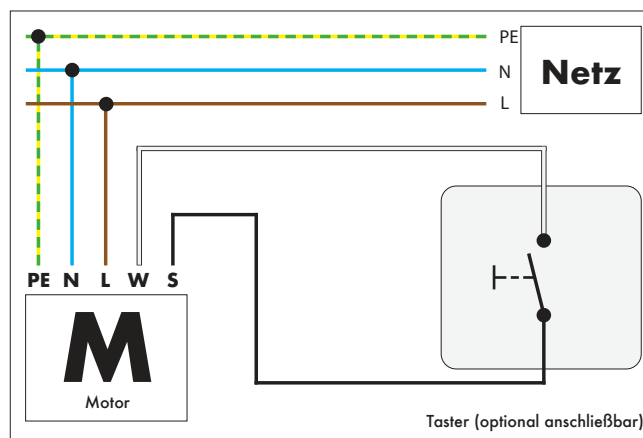 PE
N
L
Netz
PE N L W S
M
Motor
Taster (optional anschließbar)